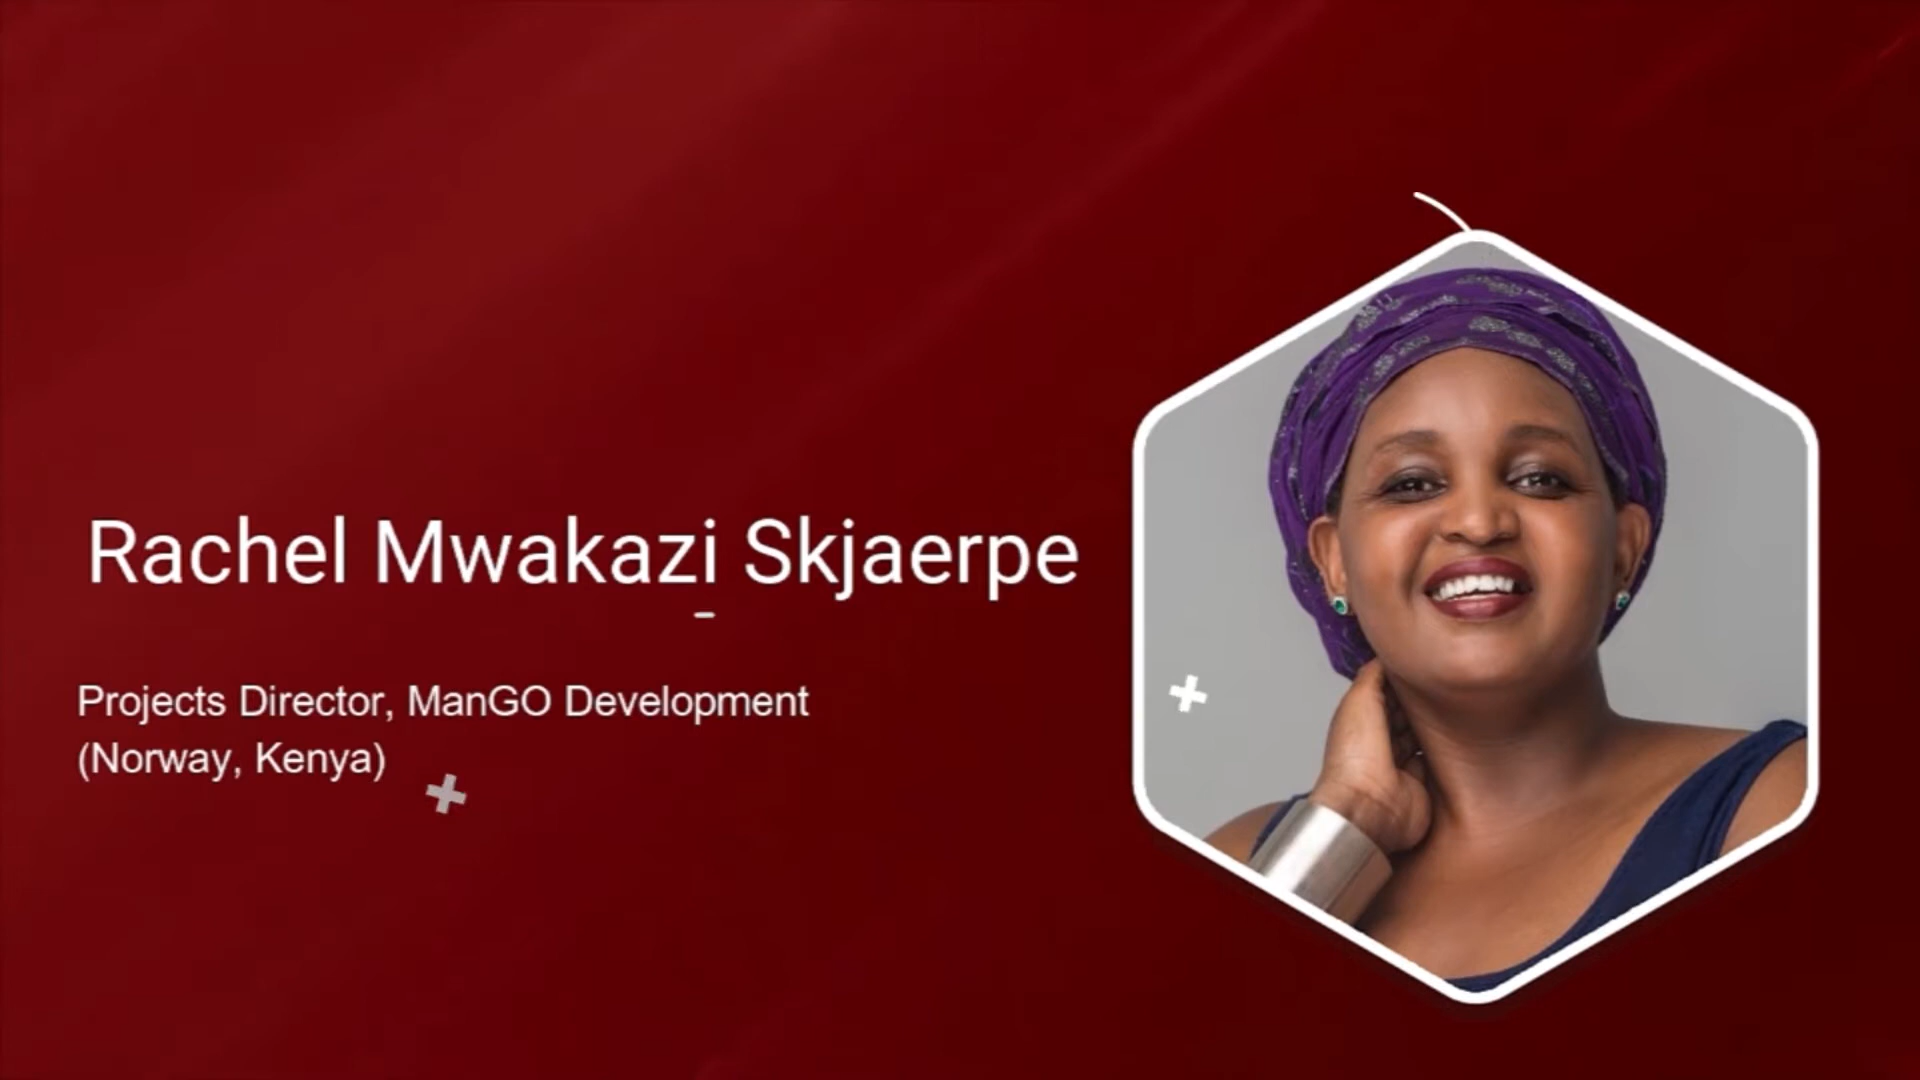 Rachel Mwakazi Skjaerpe
Projects Director, ManGO Development
(Norway, Kenya)